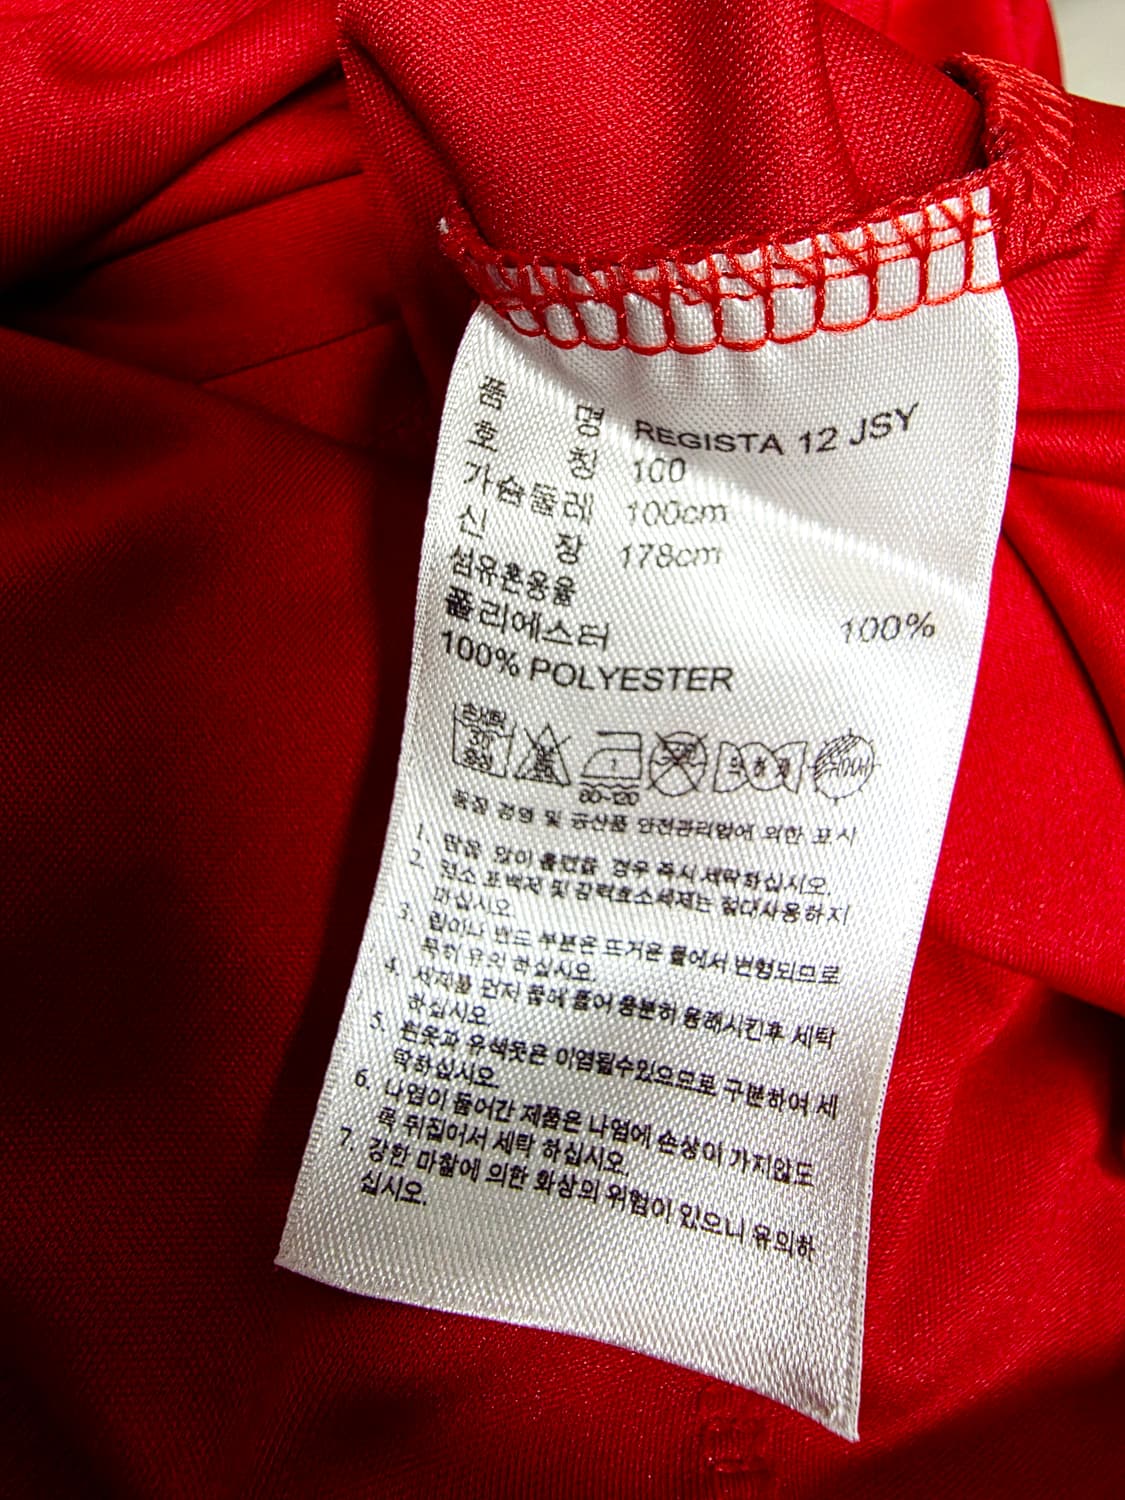 품 명 REGISTA 12 JSY
호 칭 100
가슴둘레 100cm
신 장 178cm
섬유혼용율
폴리에스터 100%
100% POLYESTER
손세탁
80~120
품질 경영 및 공산품 안전관리법에 의한 표시
1. 땀을 많이 흘렸을 경우 즉시 세탁하십시오.
2. 염소 표백제 및 강력효소세제는 절대사용하지
마십시오.
3. 립이나 밴드 부분은 뜨거운 물에서 변형되므로
특히 유의 하십시오.
4. 세제를 먼저 물에 풀어 충분히 용해시킨후 세탁
하십시오.
5. 흰옷과 유색옷은 이염될수있으므로 구분하여 세
탁하십시오.
6. 나염이 들어간 제품은 나염에 손상이 가지않도
록 뒤집어서 세탁 하십시오.
7. 강한 마찰에 의한 화상의 위험이 있으니 유의하
십시오.